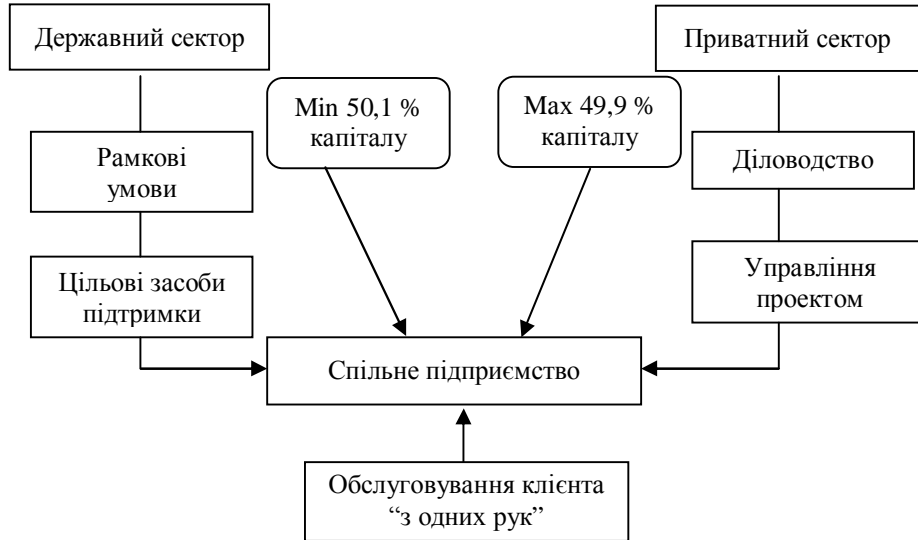 Державний сектор
Приватний сектор
Min 50,1 %
капіталу
Max 49,9 %
капіталу
Рамкові
умови
Діловодство
Цільові засоби
підтримки
Управління
проектом
Спільне підприємство
Обслуговування клієнта
“з одних рук”